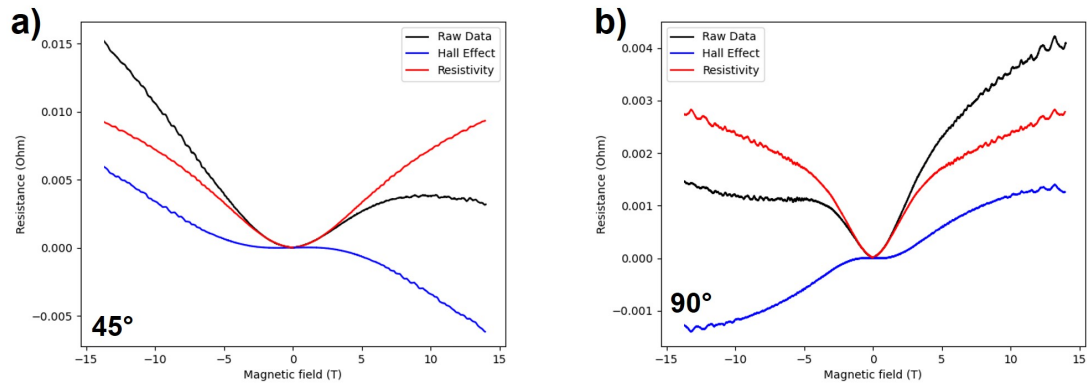 a)
0.015
0.010
0.005
0.000
−0.005
Resistance (Ohm)
Raw Data
Hall Effect
Resistivity
45°
−15 −10 −5 0 5 10 15
Magnetic field (T)
b)
0.004
0.003
0.002
0.001
0.000
−0.001
Resistance (Ohm)
Raw Data
Hall Effect
Resistivity
90°
−15 −10 −5 0 5 10 15
Magnetic field (T)